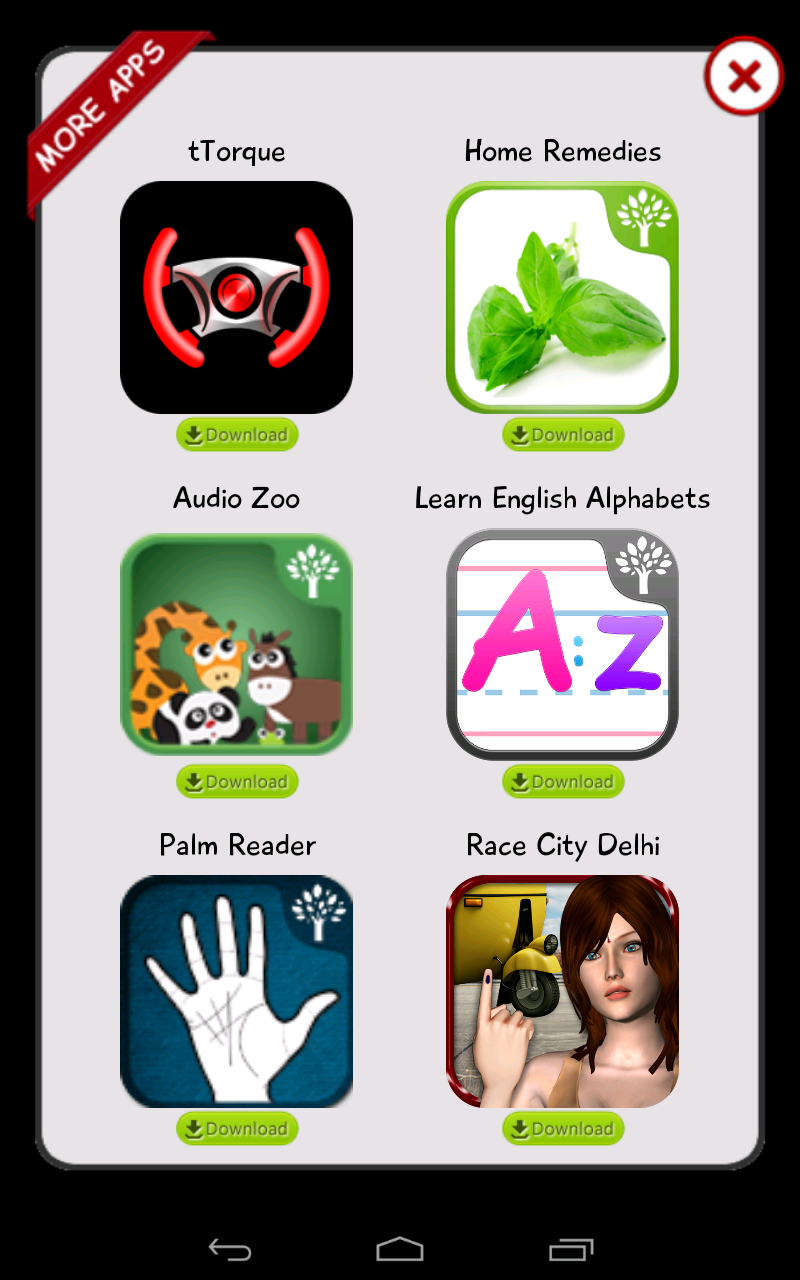 MORE APPS
tTorque
Home Remedies
Download
Download
Audio Zoo
Learn English Alphabets
A:z
Download
Download
Palm Reader
Race City Delhi
Download
Download